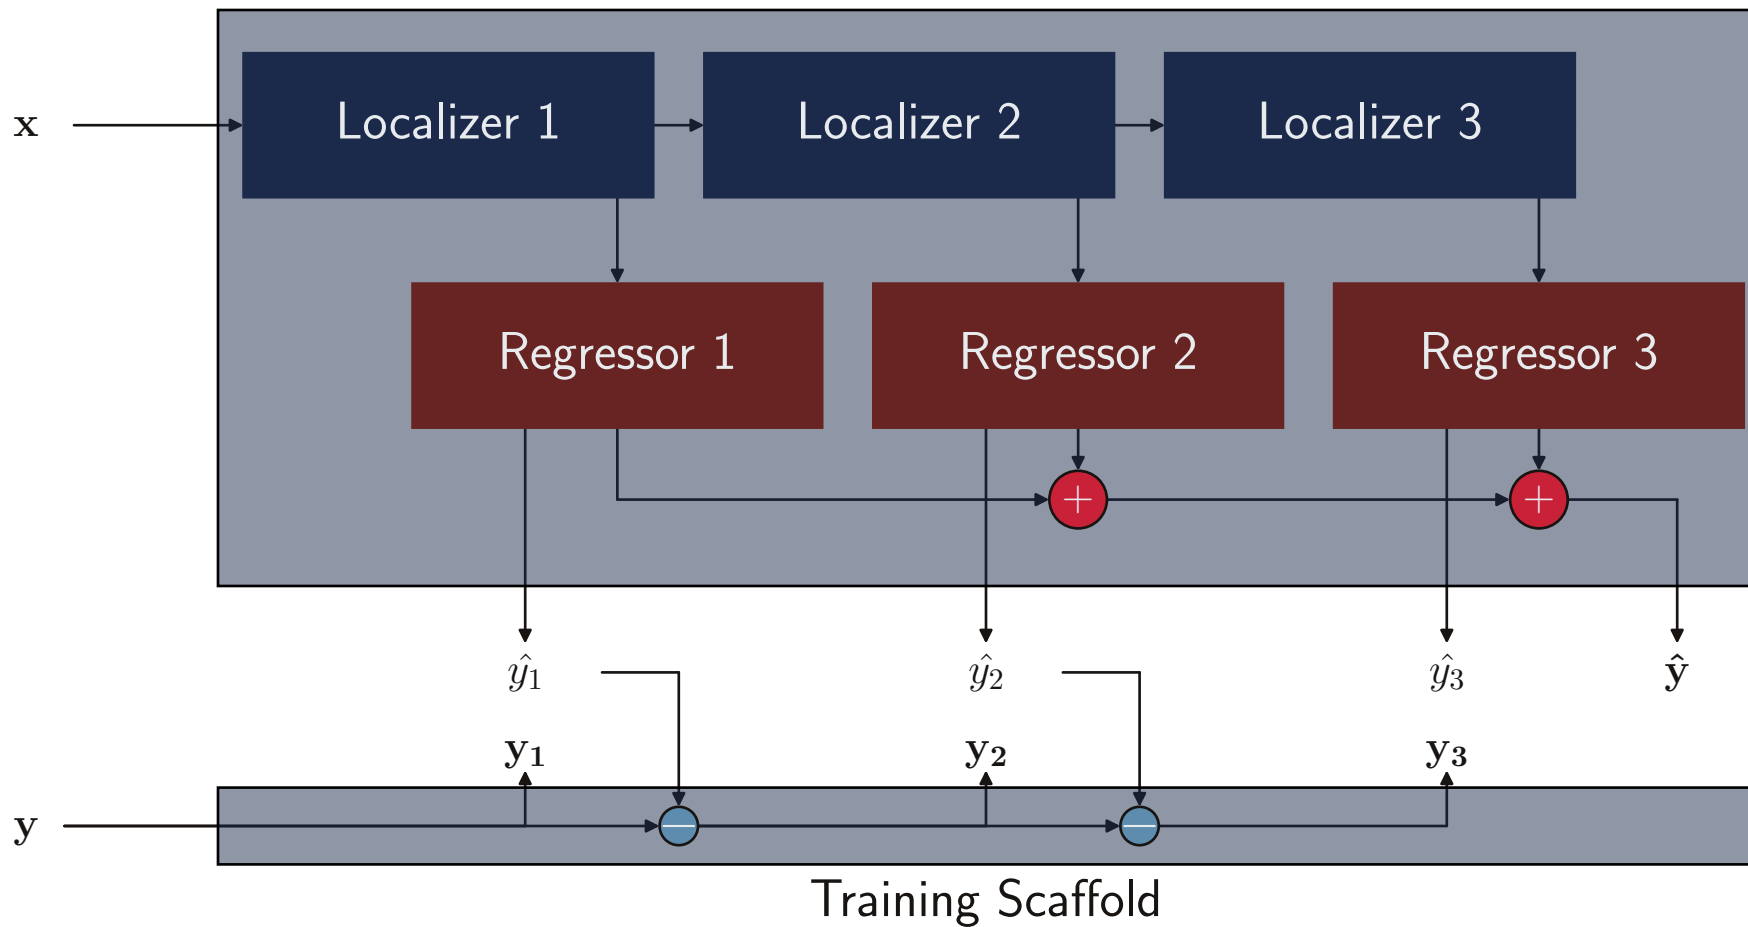 x
Localizer 1
Localizer 2
Localizer 3
Regressor 1
Regressor 2
Regressor 3
+
+
ŷ₁
ŷ₂
ŷ₃
ŷ
y₁
y₂
y₃
y
−
−
Training Scaffold